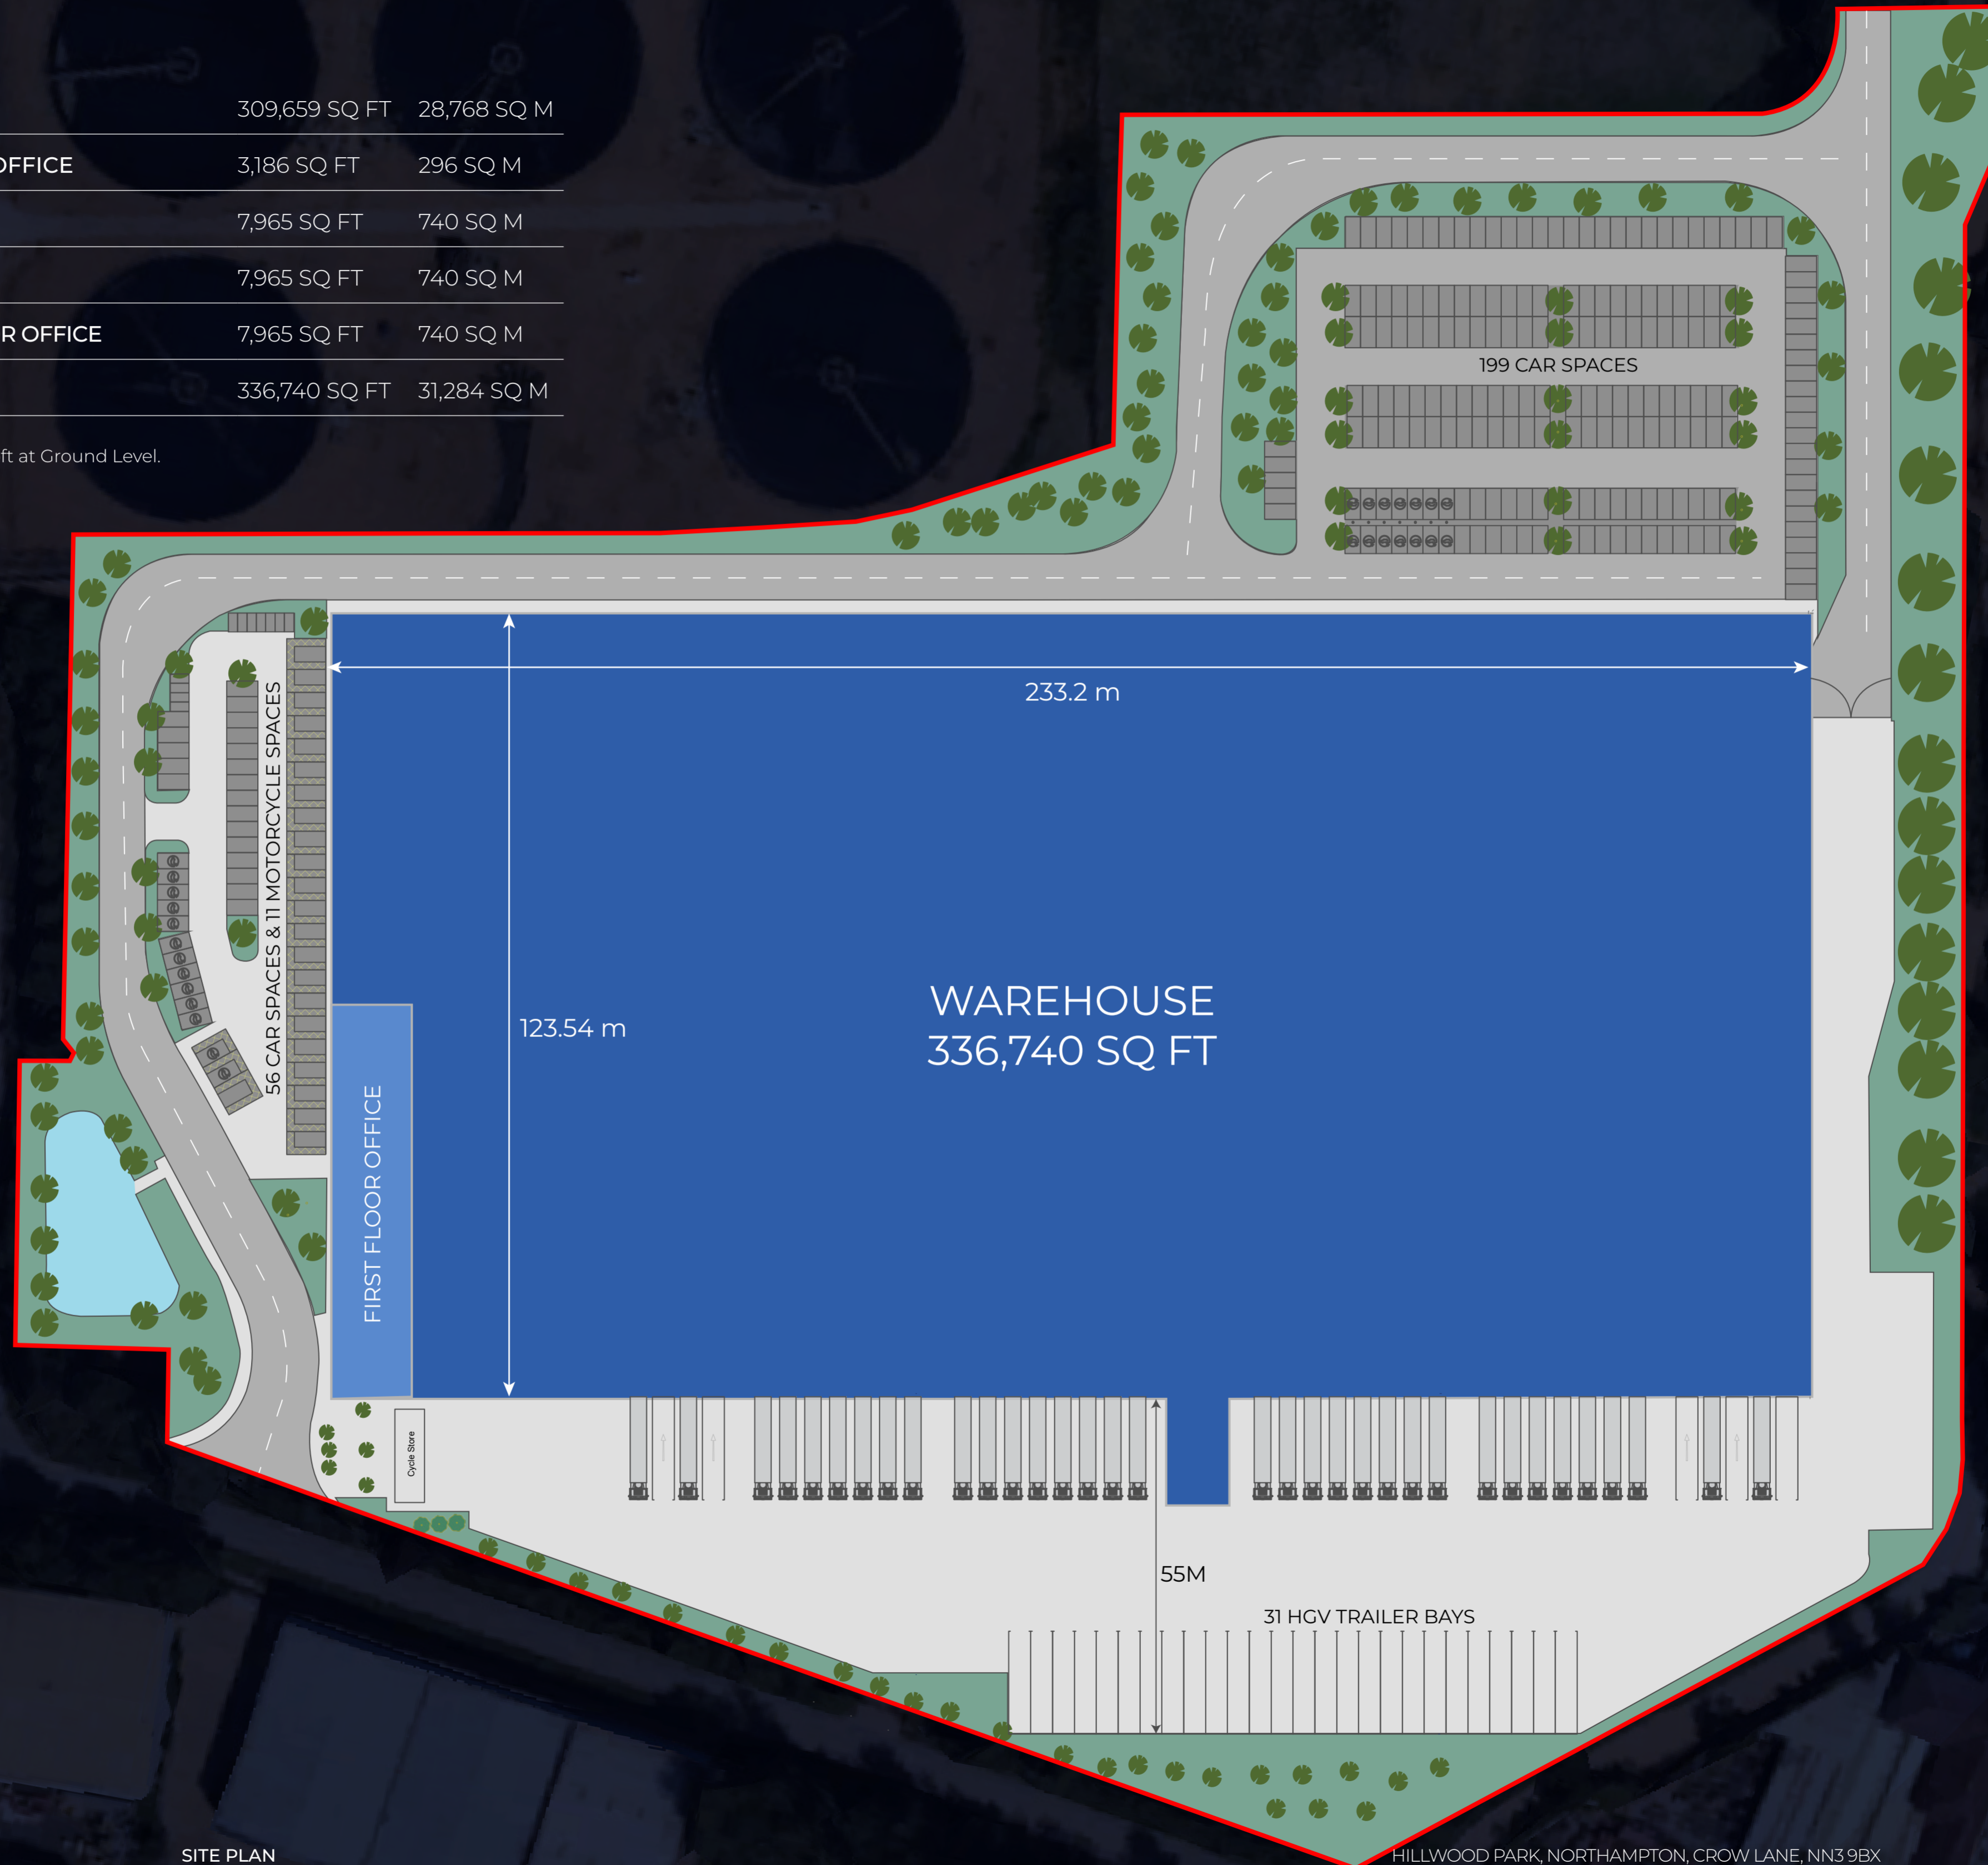 309,659 SQ FT 28,768 SQ M
OFFICE 3,186 SQ FT 296 SQ M
7,965 SQ FT 740 SQ M
7,965 SQ FT 740 SQ M
R OFFICE 7,965 SQ FT 740 SQ M
336,740 SQ FT 31,284 SQ M
ft at Ground Level.
199 CAR SPACES
233.2 m
56 CAR SPACES & 11 MOTORCYCLE SPACES
123.54 m
WAREHOUSE
336,740 SQ FT
FIRST FLOOR OFFICE
Cycle Store
55M
31 HGV TRAILER BAYS
SITE PLAN
HILLWOOD PARK, NORTHAMPTON, CROW LANE, NN3 9BX